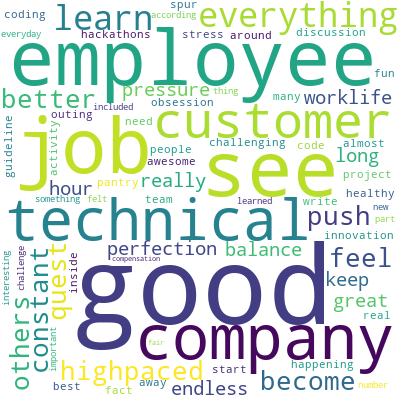 spur according
coding hackathons stress around
learn everything
everyday discussion
employee
better pressure obsession thing many fun
included worklife
outing need customer
guideline activity job challenging code almost
people see long
pantry awesome project
hour really healthy
something felt team learned write new part
technical push innovation
others constant quest inside perfection balance feel
interesting challenge important compensation good keep
great real
company
highpaced start happening
endless become
best fact away number
fair